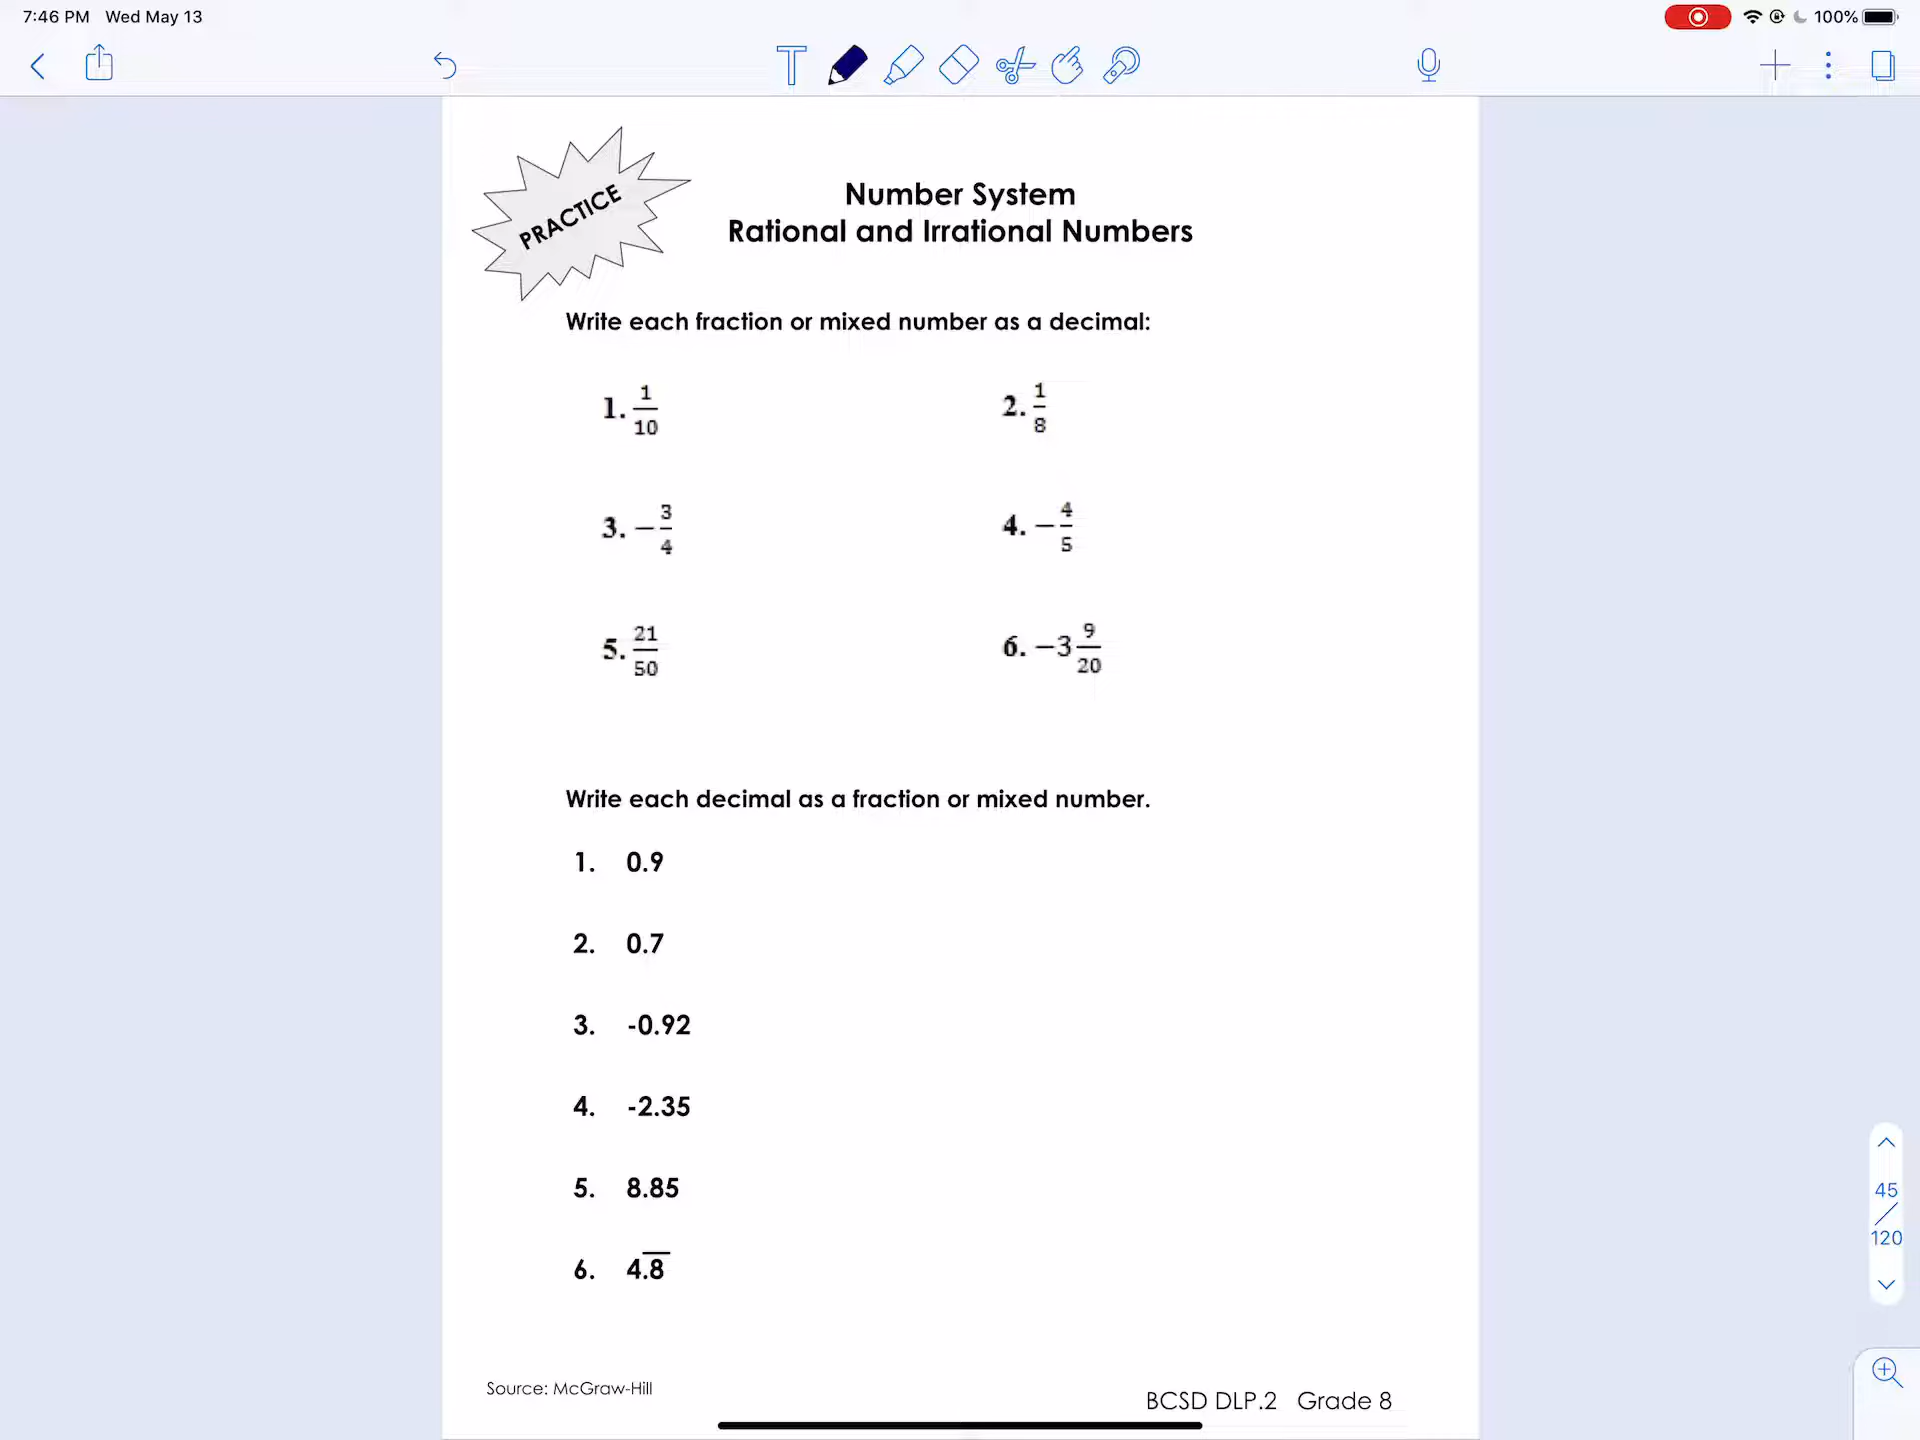 7:46 PM Wed May 13
100%
PRACTICE
Number System
Rational and Irrational Numbers
Write each fraction or mixed number as a decimal:
1. 1/10
2. 1/8
3. −3/4
4. −4/5
5. 21/50
6. −3 9/20
Write each decimal as a fraction or mixed number.
1. 0.9
2. 0.7
3. -0.92
4. -2.35
5. 8.85
6. 4.8̅
45
/
120
Source: McGraw-Hill
BCSD DLP.2 Grade 8